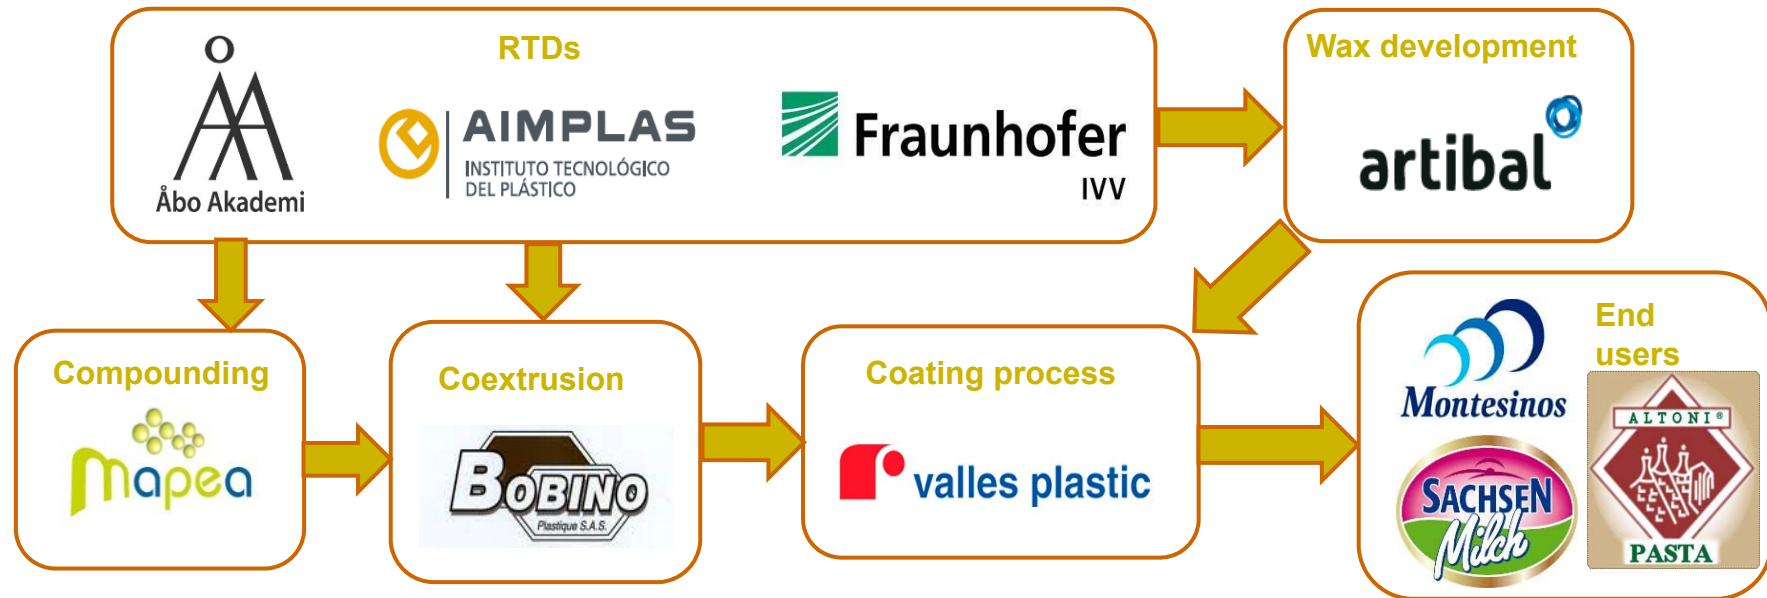 RTDs
Åbo Akademi
AIMPLAS
INSTITUTO TECNOLÓGICO
DEL PLÁSTICO
Fraunhofer
IVV
Wax development
artibal
Compounding
mapea
Coextrusion
BOBINO
Plastique S.A.S.
Coating process
valles plastic
End
users
Montesinos
SACHSEN
Milch
ALTONI®
PASTA